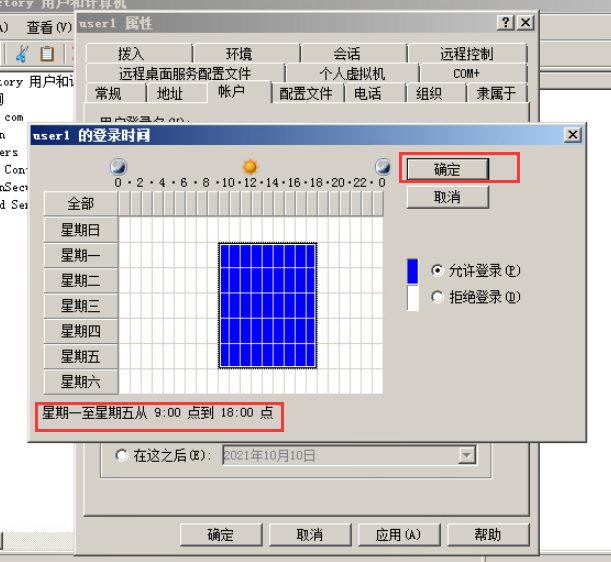 ctory 用户和计算机
A) 查看(V)
user1 属性
拨入 环境 会话 远程控制
远程桌面服务配置文件 个人虚拟机 COM+
常规 地址 帐户 配置文件 电话 组织 隶属于
tory 用户和
com
ers
Con
nSecu
d Ser
user1 的登录时间
0·2·4·6·8·10·12·14·16·18·20·22·0
确定
取消
全部
星期日
星期一
星期二
星期三
星期四
星期五
星期六
允许登录(P)
拒绝登录(D)
星期一至星期五从 9:00 点到 18:00 点
在这之后(E): 2021年10月10日
确定 取消 应用(A) 帮助